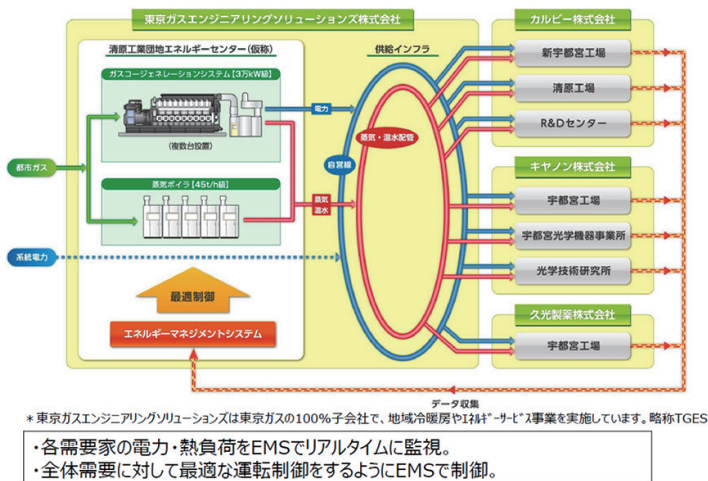 東京ガスエンジニアリングソリューションズ株式会社
清原工業団地エネルギーセンター(仮称)
ガスコージェネレーションシステム【3万kW級】
(複数台設置)
蒸気ボイラ【45t/h級】
都市ガス
系統電力
最適制御
エネルギーマネジメントシステム
電力
蒸気
温水
供給インフラ
蒸気・温水配管
自営線
カルビー株式会社
新宇都宮工場
清原工場
R&Dセンター
キヤノン株式会社
宇都宮工場
宇都宮光学機器事業所
光学技術研究所
久光製薬株式会社
宇都宮工場
データ収集
*東京ガスエンジニアリングソリューションズは東京ガスの100%子会社で、地域冷暖房やエネルギーサービス事業を実施しています。略称TGES
・各需要家の電力・熱負荷をEMSでリアルタイムに監視。
・全体需要に対して最適な運転制御をするようにEMSで制御。